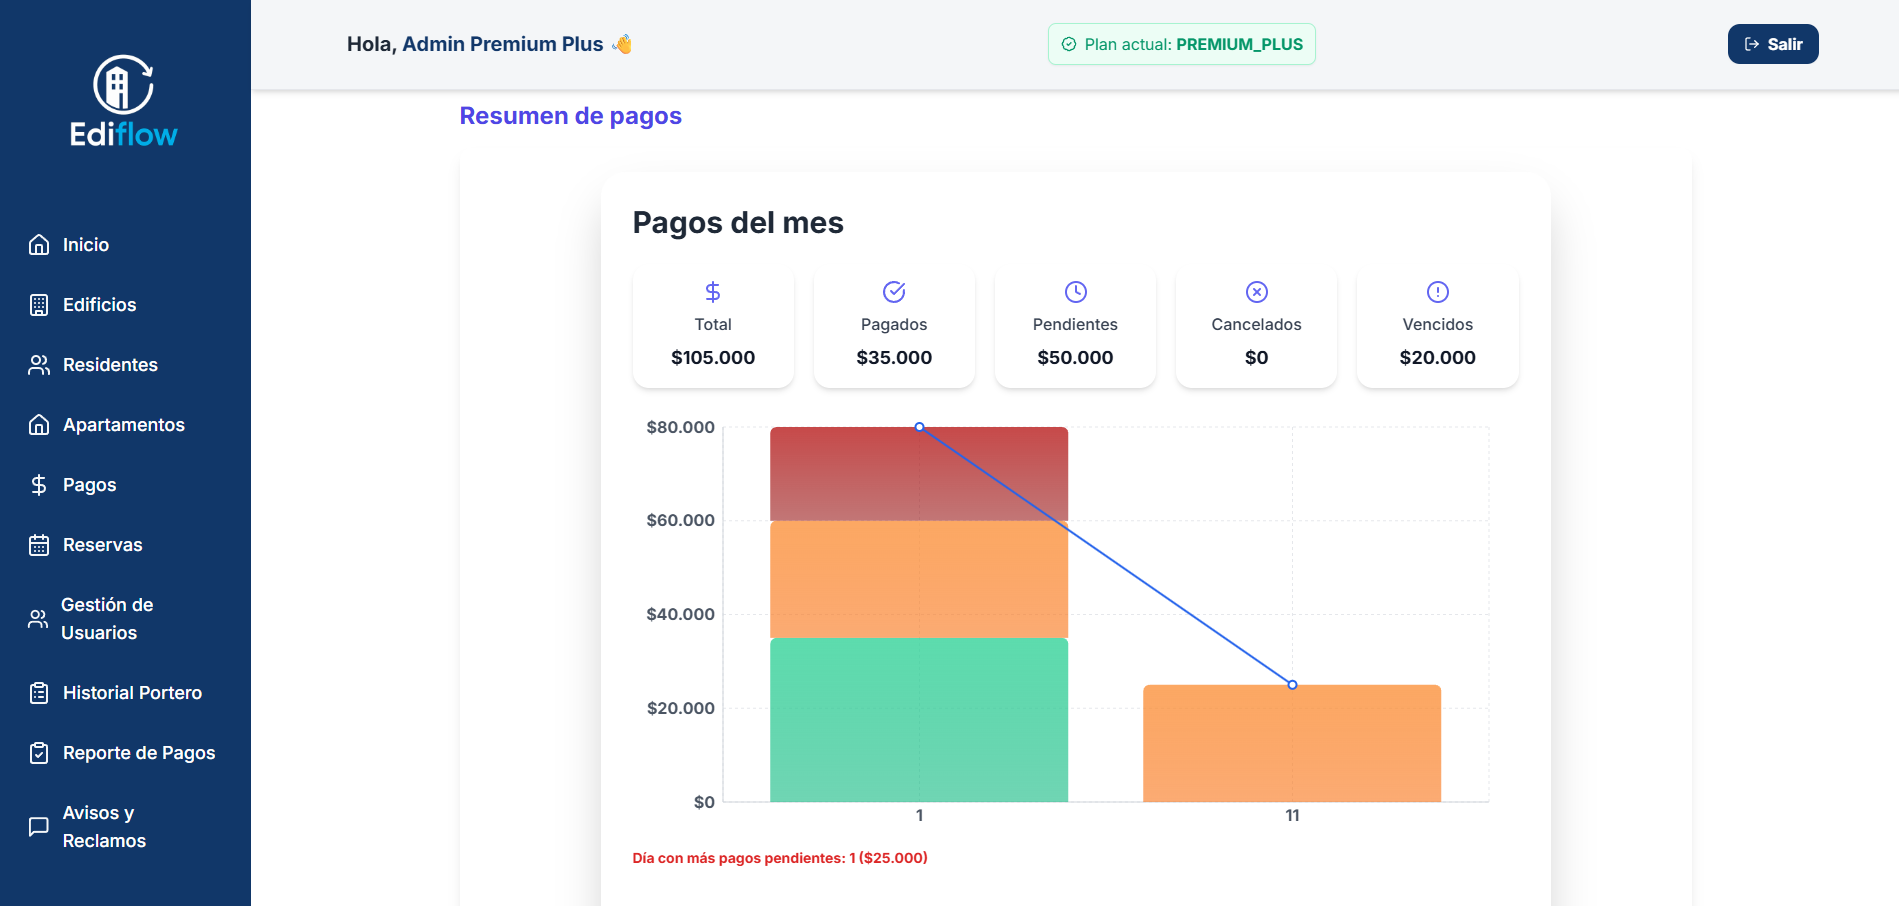 Ediflow
Inicio
Edificios
Residentes
Apartamentos
Pagos
Reservas
Gestión de
Usuarios
Historial Portero
Reporte de Pagos
Avisos y
Reclamos
Hola, Admin Premium Plus 👋
Plan actual: PREMIUM_PLUS
Salir
Resumen de pagos
Pagos del mes
Total
$105.000
Pagados
$35.000
Pendientes
$50.000
Cancelados
$0
Vencidos
$20.000
$80.000
$60.000
$40.000
$20.000
$0
1
11
Día con más pagos pendientes: 1 ($25.000)